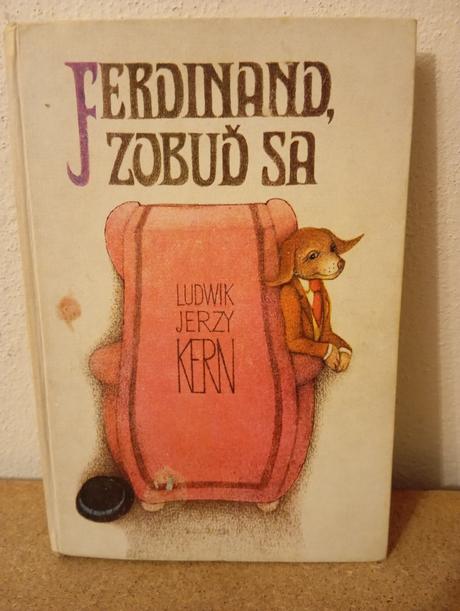 FERDINAND,
ZOBUĎ SA
LUDWIK
JERZY
KERN